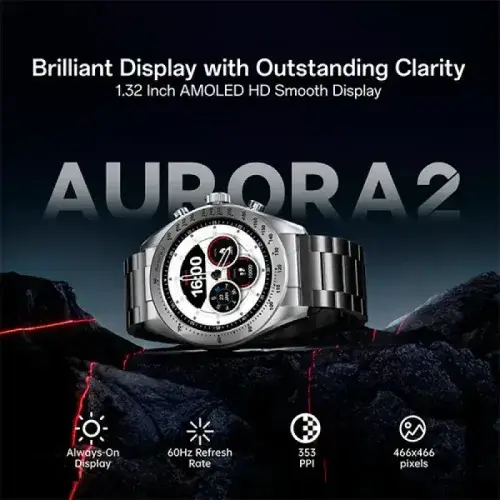 Brilliant Display with Outstanding Clarity
1.32 Inch AMOLED HD Smooth Display
AURORA2
16:00
Always-On
Display
60Hz Refresh
Rate
353
PPI
466x466
pixels